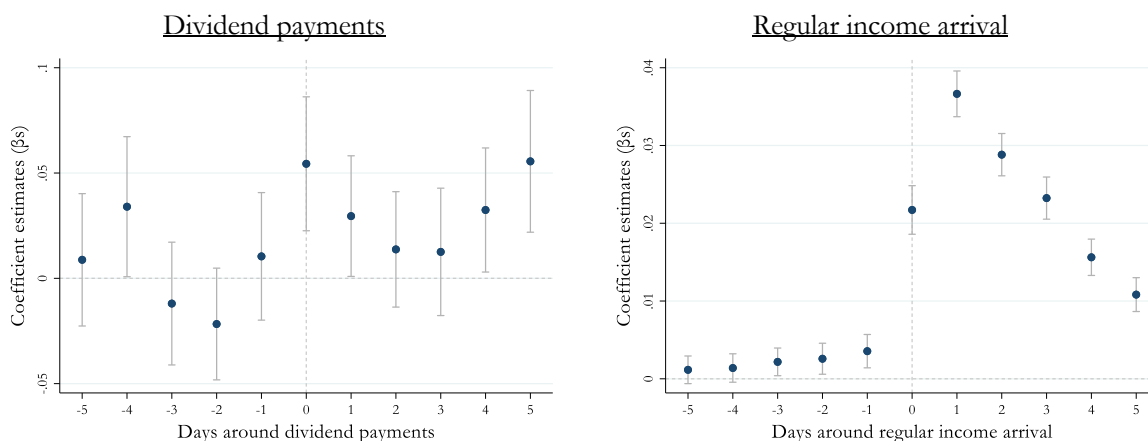 Dividend payments
Coefficient estimates (βs)
.1
.05
0
-.05
-5 -4 -3 -2 -1 0 1 2 3 4 5
Days around dividend payments
Regular income arrival
Coefficient estimates (βs)
.04
.03
.02
.01
0
-5 -4 -3 -2 -1 0 1 2 3 4 5
Days around regular income arrival